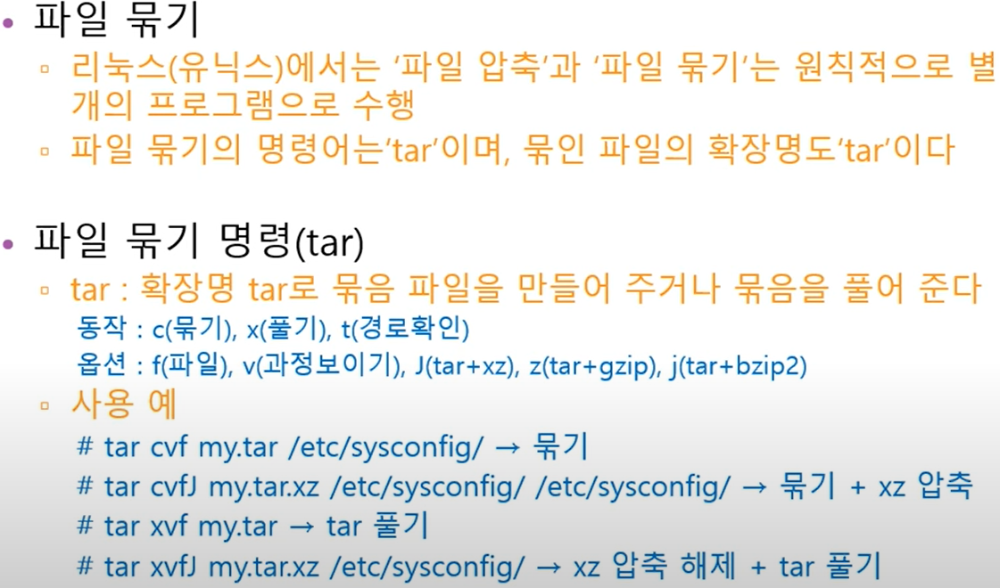 • 파일 묶기
▫ 리눅스(유닉스)에서는 ‘파일 압축’과 ‘파일 묶기’는 원칙적으로 별
개의 프로그램으로 수행
▫ 파일 묶기의 명령어는‘tar’이며, 묶인 파일의 확장명도‘tar’이다
• 파일 묶기 명령(tar)
▫ tar : 확장명 tar로 묶음 파일을 만들어 주거나 묶음을 풀어 준다
동작 : c(묶기), x(풀기), t(경로확인)
옵션 : f(파일), v(과정보이기), J(tar+xz), z(tar+gzip), j(tar+bzip2)
▫ 사용 예
# tar cvf my.tar /etc/sysconfig/ → 묶기
# tar cvfJ my.tar.xz /etc/sysconfig/ /etc/sysconfig/ → 묶기 + xz 압축
# tar xvf my.tar → tar 풀기
# tar xvfJ my.tar.xz /etc/sysconfig/ → xz 압축 해제 + tar 풀기